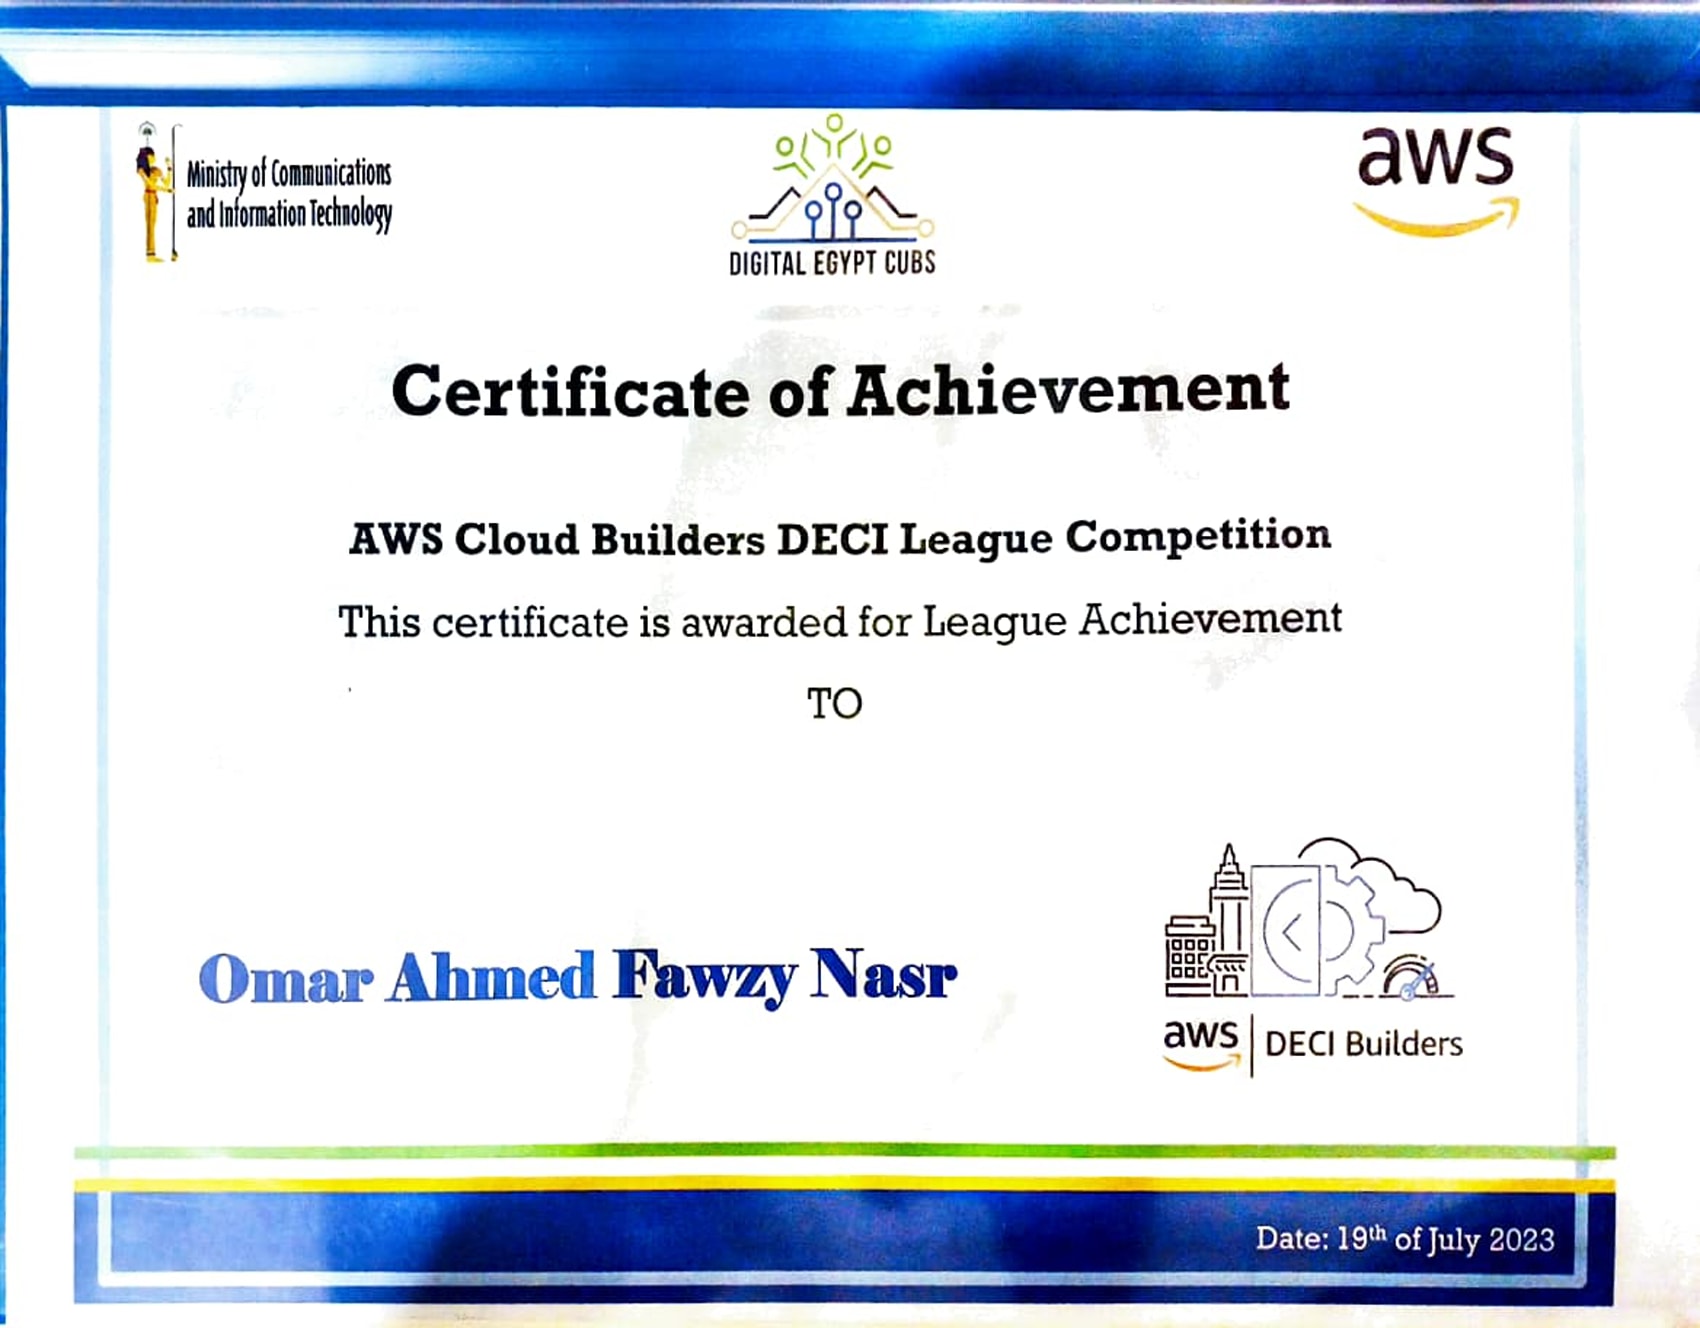 Ministry of Communications
and Information Technology
DIGITAL EGYPT CUBS
aws
Certificate of Achievement
AWS Cloud Builders DECI League Competition
This certificate is awarded for League Achievement
TO
Omar Ahmed Fawzy Nasr
aws | DECI Builders
Date: 19th of July 2023